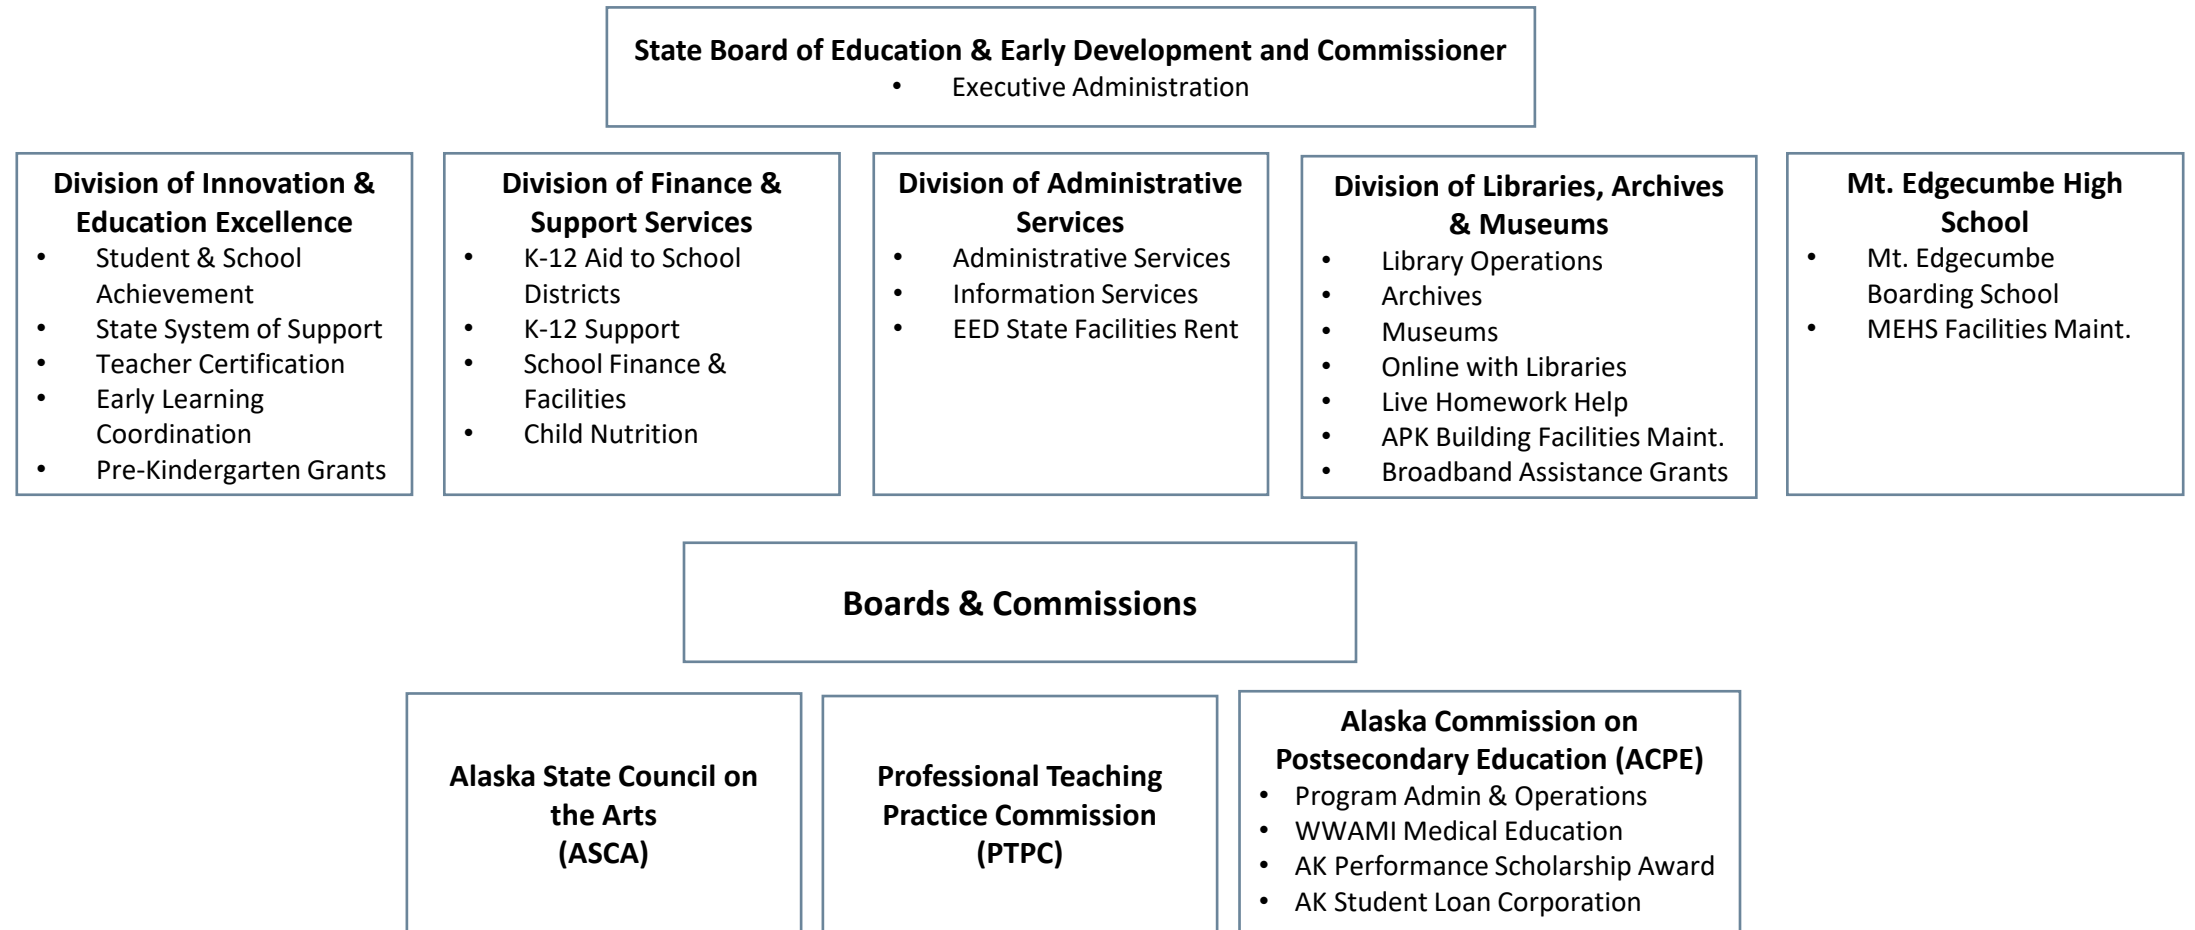 State Board of Education & Early Development and Commissioner
• Executive Administration
Division of Innovation &
Education Excellence
• Student & School
Achievement
• State System of Support
• Teacher Certification
• Early Learning
Coordination
• Pre-Kindergarten Grants
Division of Finance &
Support Services
• K-12 Aid to School
Districts
• K-12 Support
• School Finance &
Facilities
• Child Nutrition
Division of Administrative
Services
• Administrative Services
• Information Services
• EED State Facilities Rent
Division of Libraries, Archives
& Museums
• Library Operations
• Archives
• Museums
• Online with Libraries
• Live Homework Help
• APK Building Facilities Maint.
• Broadband Assistance Grants
Mt. Edgecumbe High
School
• Mt. Edgecumbe
Boarding School
• MEHS Facilities Maint.
Boards & Commissions
Alaska State Council on
the Arts
(ASCA)
Professional Teaching
Practice Commission
(PTPC)
Alaska Commission on
Postsecondary Education (ACPE)
• Program Admin & Operations
• WWAMI Medical Education
• AK Performance Scholarship Award
• AK Student Loan Corporation